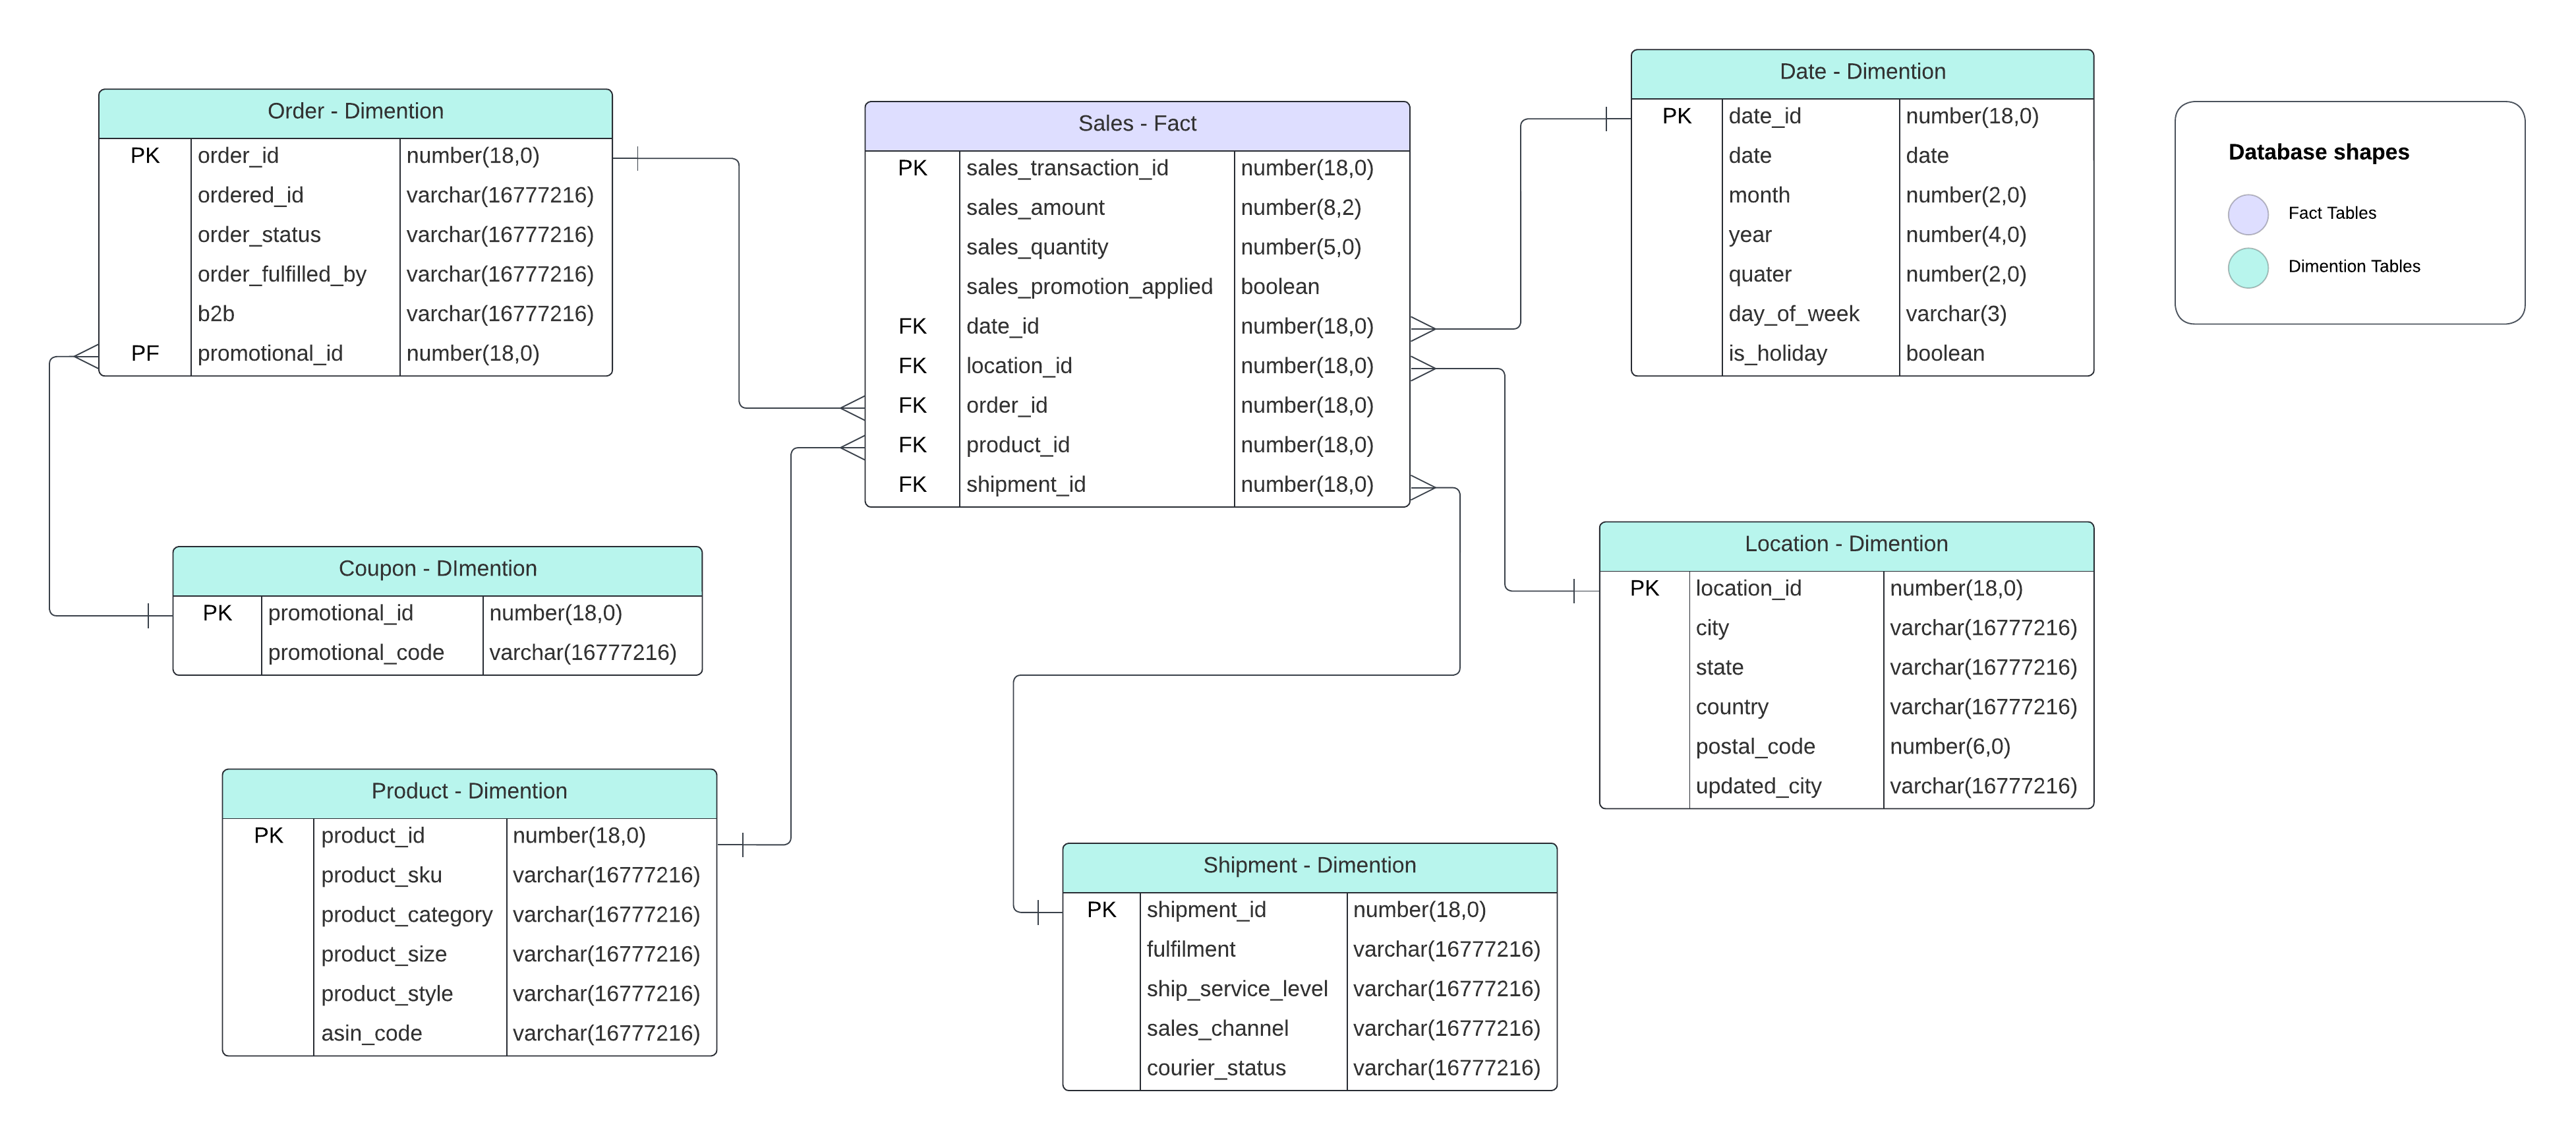 Order - Dimention
PK order_id number(18,0)
ordered_id varchar(16777216)
order_status varchar(16777216)
order_fulfilled_by varchar(16777216)
b2b varchar(16777216)
PF promotional_id number(18,0)
Coupon - DImention
PK promotional_id number(18,0)
promotional_code varchar(16777216)
Product - Dimention
PK product_id number(18,0)
product_sku varchar(16777216)
product_category varchar(16777216)
product_size varchar(16777216)
product_style varchar(16777216)
asin_code varchar(16777216)
Sales - Fact
PK sales_transaction_id number(18,0)
sales_amount number(8,2)
sales_quantity number(5,0)
sales_promotion_applied boolean
FK date_id number(18,0)
FK location_id number(18,0)
FK order_id number(18,0)
FK product_id number(18,0)
FK shipment_id number(18,0)
Shipment - Dimention
PK shipment_id number(18,0)
fulfilment varchar(16777216)
ship_service_level varchar(16777216)
sales_channel varchar(16777216)
courier_status varchar(16777216)
Date - Dimention
PK date_id number(18,0)
date date
month number(2,0)
year number(4,0)
quater number(2,0)
day_of_week varchar(3)
is_holiday boolean
Location - Dimention
PK location_id number(18,0)
city varchar(16777216)
state varchar(16777216)
country varchar(16777216)
postal_code number(6,0)
updated_city varchar(16777216)
Database shapes
Fact Tables
Dimention Tables